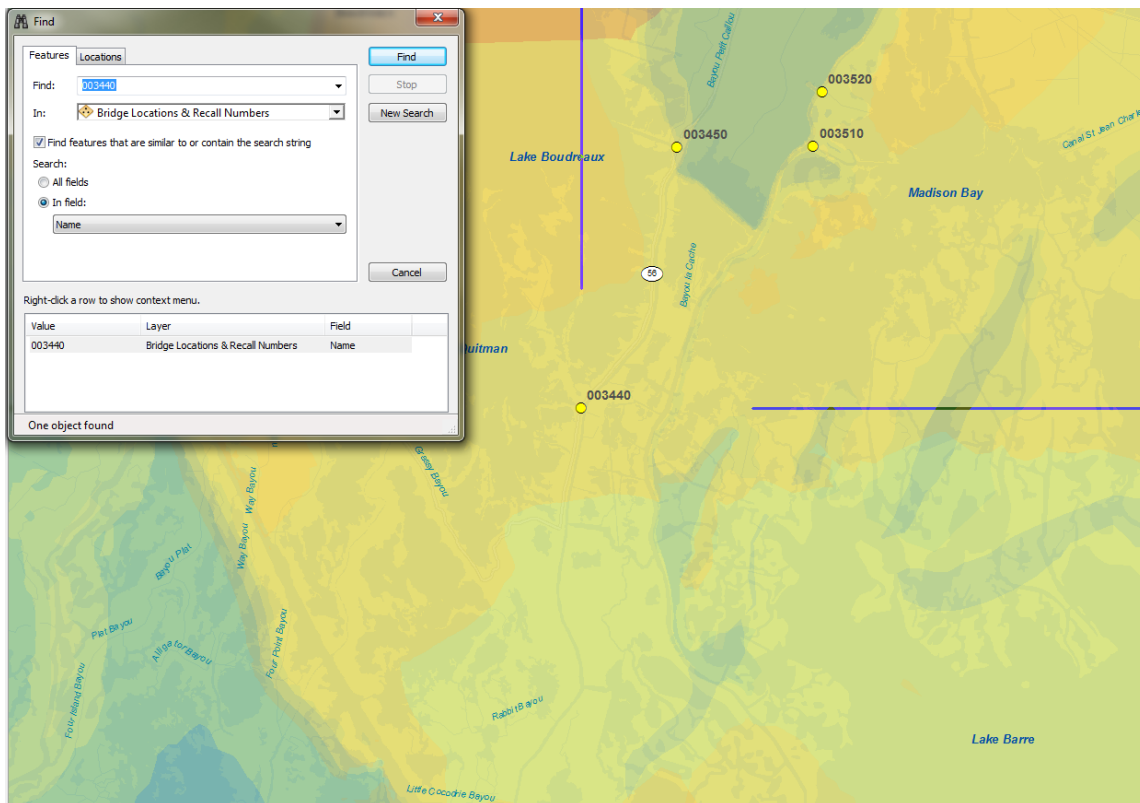 Find
Features
Locations
Find:
003440
In:
Bridge Locations & Recall Numbers
Find features that are similar to or contain the search string
Search:
All fields
In field:
Name
Find
Stop
New Search
Cancel
Right-click a row to show context menu.
Value Layer Field
003440 Bridge Locations & Recall Numbers Name
One object found
Bayou Petit Caillou
003520
003450
003510
Canal St Jean Charle
Lake Boudreaux
Madison Bay
56
Bayou la Cache
uitman
003440
Grassy Bayou
Way Bayou
Way Bayou
Bayou Plat
Plat Bayou
Alligator Bayou
Four Point Bayou
Four Island Bayou
Rabbit Bayou
Lake Barre
Little Cocodrie Bayou